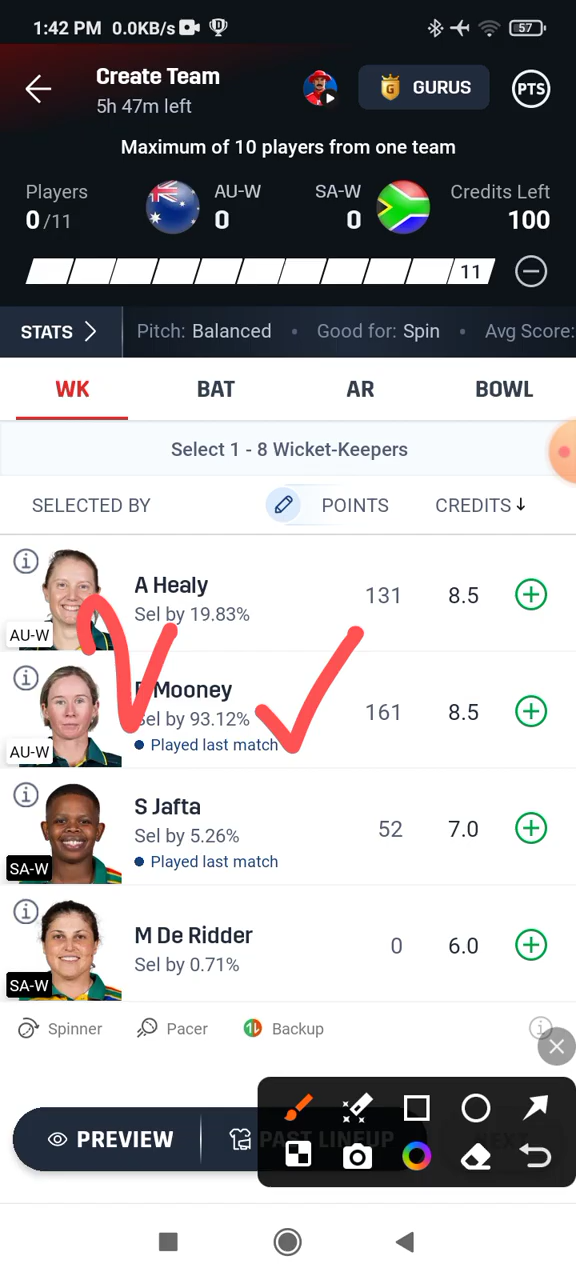 1:42 PM 0.0KB/s 57
Create Team
5h 47m left
GURUS
PTS
Maximum of 10 players from one team
Players
0/11
AU-W
0
SA-W
0
Credits Left
100
11
STATS
Pitch: Balanced • Good for: Spin • Avg Score:
WK BAT AR BOWL
Select 1 - 8 Wicket-Keepers
SELECTED BY POINTS CREDITS
A Healy
Sel by 19.83%
AU-W
131 8.5
Mooney
Sel by 93.12%
Played last match
AU-W
161 8.5
S Jafta
Sel by 5.26%
Played last match
SA-W
52 7.0
M De Ridder
Sel by 0.71%
SA-W
0 6.0
Spinner Pacer Backup
PREVIEW PAST LINEUP